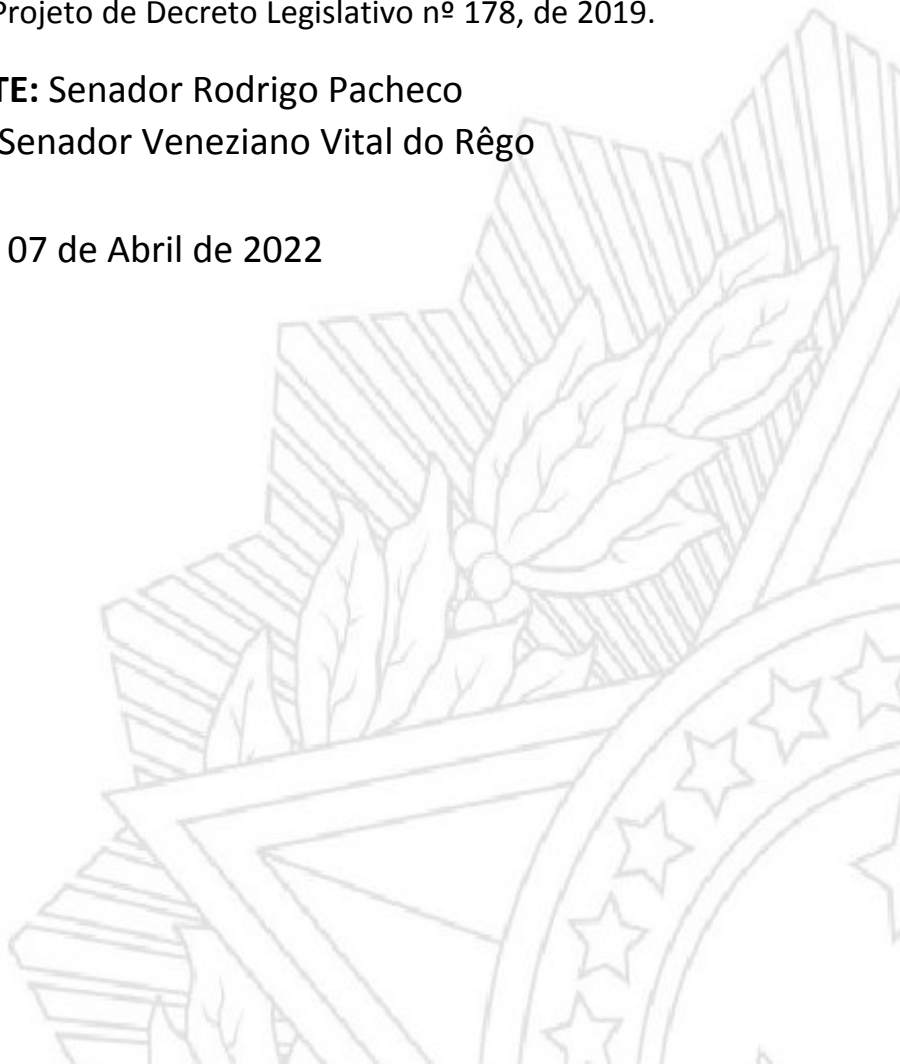 Projeto de Decreto Legislativo nº 178, de 2019.
TE: Senador Rodrigo Pacheco
Senador Veneziano Vital do Rêgo
07 de Abril de 2022